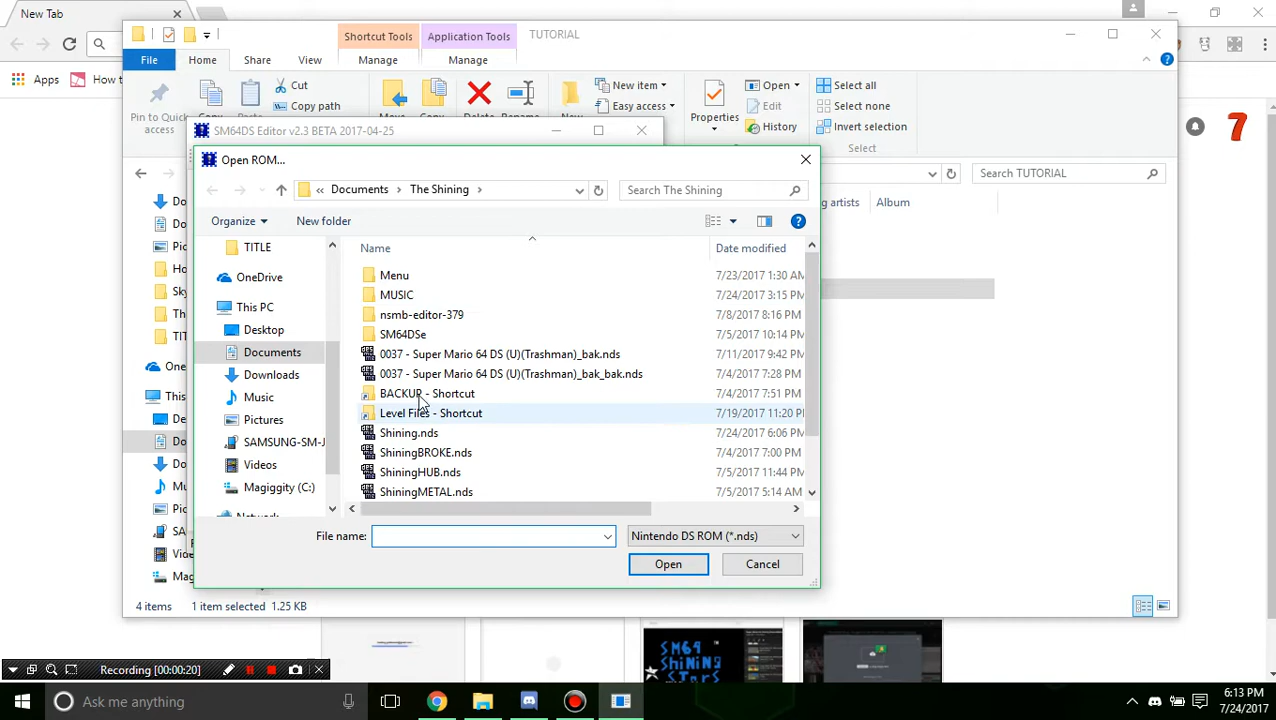 New Tab
Shortcut Tools
Application Tools
TUTORIAL
File
Home
Share
View
Manage
Manage
Cut
Copy path
Pin to Quick
access
New item
Easy access
Properties
Open
Edit
History
Select all
Select none
Invert selection
Select
Apps
SM64DS Editor v2.3 BETA 2017-04-25
7
Open ROM...
Search TUTORIAL
« Documents > The Shining >
Search The Shining
Organize
New folder
Album
Name
Date modified
TITLE
OneDrive
This PC
Desktop
Documents
Downloads
Music
Pictures
SAMSUNG-SM-J
Videos
Magiggity (C:)
Menu 7/23/2017 1:30 AM
MUSIC 7/24/2017 3:15 PM
nsmb-editor-379 7/8/2017 8:16 PM
SM64DSe 7/5/2017 10:14 PM
0037 - Super Mario 64 DS (U)(Trashman)_bak.nds 7/11/2017 9:42 PM
0037 - Super Mario 64 DS (U)(Trashman)_bak_bak.nds 7/4/2017 7:28 PM
BACKUP - Shortcut 7/4/2017 7:51 PM
Level Files - Shortcut 7/19/2017 11:20 PM
Shining.nds 7/24/2017 6:06 PM
ShiningBROKE.nds 7/4/2017 7:00 PM
ShiningHUB.nds 7/5/2017 11:44 PM
ShiningMETAL.nds 7/5/2017 5:14 AM
File name:
Nintendo DS ROM (*.nds)
Open
Cancel
4 items
1 item selected 1.25 KB
SM64
Shining
Stars
Ask me anything
6:13 PM
7/24/2017